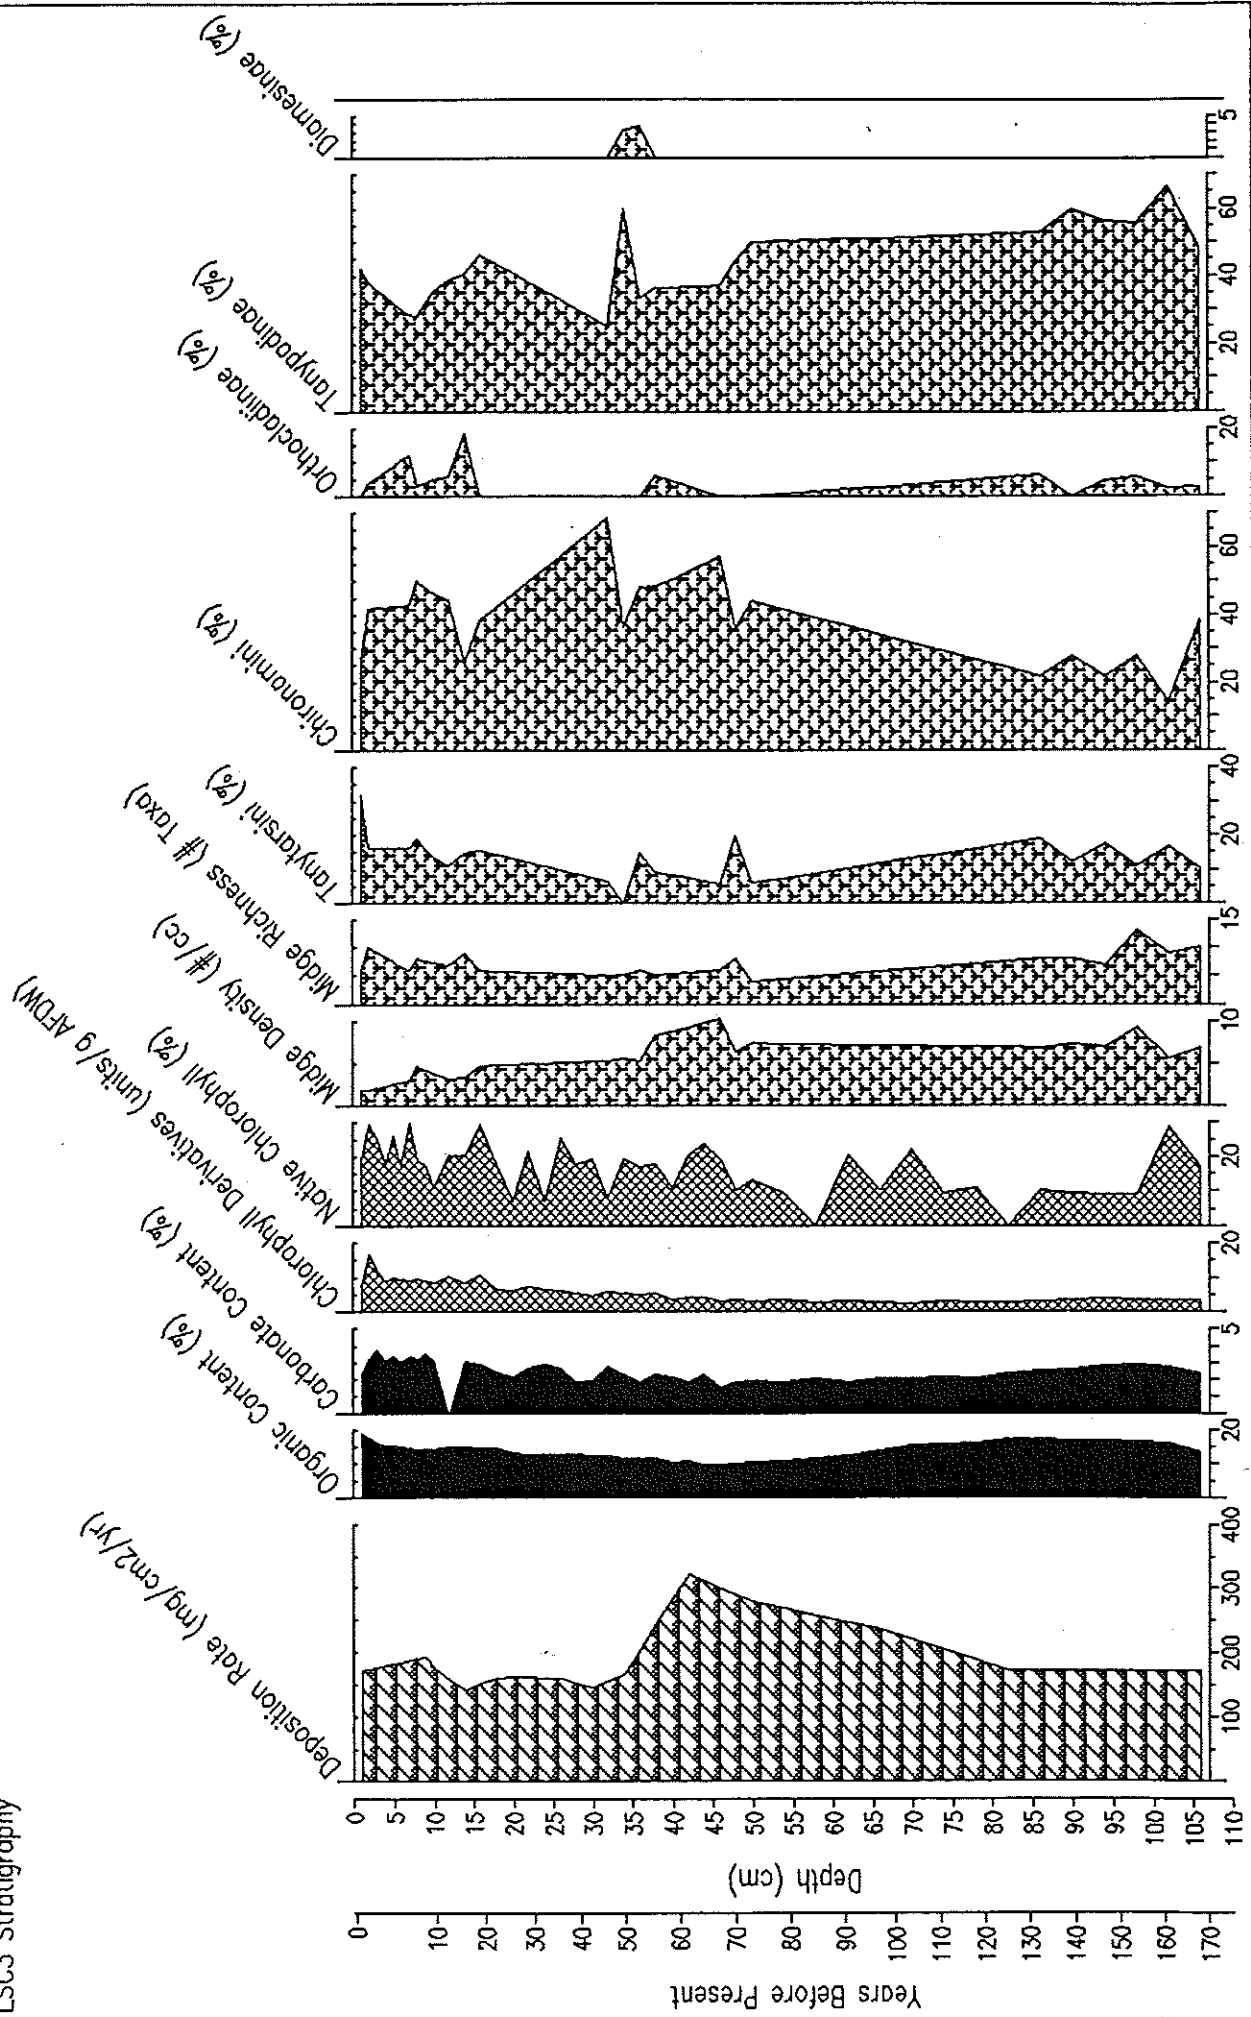 LSC3 Stratigraphy
Years Before Present
0 10 20 30 40 50 60 70 80 90 100 110 120 130 140 150 160 170
Depth (cm)
0 5 10 15 20 25 30 35 40 45 50 55 60 65 70 75 80 85 90 95 100 105 110
Deposition Rate (mg/cm2/yr)
100 200 300 400
Organic Content (%)
20
Carbonate Content (%)
5
Chlorophyll Derivatives (units/g AFDW)
20
Native Chlorophyll (%)
20
Midge Density (#/cc)
10
Midge Richness (# Taxa)
15
Tanytarsini (%)
20 40
Chironomini (%)
20 40 60
Orthocladiinae (%)
20
Tanypodinae (%)
20 40 60
Diamesinae (%)
5